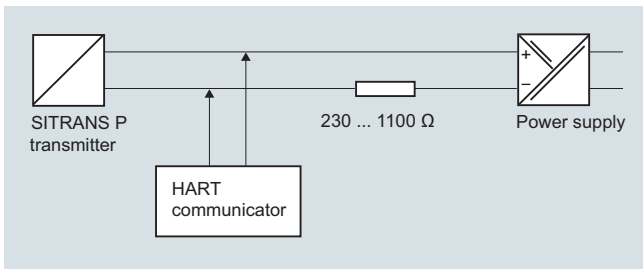 +
−
SITRANS P
transmitter
230 ... 1100 Ω
Power supply
HART
communicator